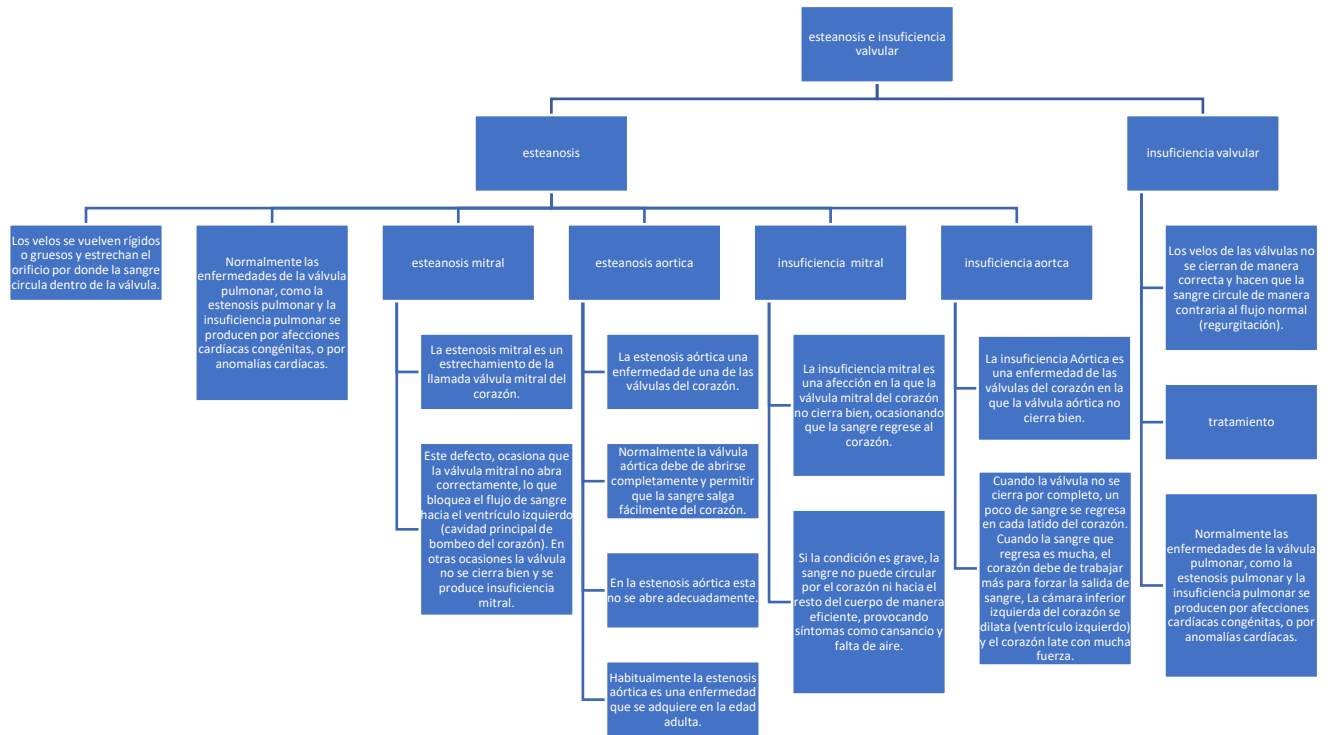 esteanosis e insuficiencia
valvular
esteanosis
insuficiencia valvular
Los velos se vuelven rígidos
o gruesos y estrechan el
orificio por donde la sangre
circula dentro de la válvula.
Normalmente las
enfermedades de la válvula
pulmonar, como la
estenosis pulmonar y la
insuficiencia pulmonar se
producen por afecciones
cardíacas congénitas, o por
anomalías cardíacas.
esteanosis mitral
La estenosis mitral es un
estrechamiento de la
llamada válvula mitral del
corazón.
Este defecto, ocasiona que
la válvula mitral no abra
correctamente, lo que
bloquea el flujo de sangre
hacia el ventrículo izquierdo
(cavidad principal de
bombeo del corazón). En
otras ocasiones la válvula
no se cierra bien y se
produce insuficiencia
mitral.
esteanosis aortica
La estenosis aórtica una
enfermedad de una de las
válvulas del corazón.
Normalmente la válvula
aórtica debe de abrirse
completamente y permitir
que la sangre salga
fácilmente del corazón.
En la estenosis aórtica esta
no se abre adecuadamente.
Habitualmente la estenosis
aórtica es una enfermedad
que se adquiere en la edad
adulta.
insuficiencia mitral
La insuficiencia mitral es
una afección en la que la
válvula mitral del corazón
no cierra bien, ocasionando
que la sangre regrese al
corazón.
Si la condición es grave, la
sangre no puede circular
por el corazón ni hacia el
resto del cuerpo de manera
eficiente, provocando
síntomas como cansancio y
falta de aire.
insuficiencia aortca
La insuficiencia Aórtica es
una enfermedad de las
válvulas del corazón en la
que la válvula aórtica no
cierra bien.
Cuando la válvula no se
cierra por completo, un
poco de sangre se regresa
en cada latido del corazón.
Cuando la sangre que
regresa es mucha, el
corazón debe de trabajar
más para forzar la salida de
sangre, La cámara inferior
izquierda del corazón se
dilata (ventrículo izquierdo)
y el corazón late con mucha
fuerza.
Los velos de las válvulas no
se cierran de manera
correcta y hacen que la
sangre circule de manera
contraria al flujo normal
(regurgitación).
tratamiento
Normalmente las
enfermedades de la válvula
pulmonar, como la
estenosis pulmonar y la
insuficiencia pulmonar se
producen por afecciones
cardíacas congénitas, o por
anomalías cardíacas.